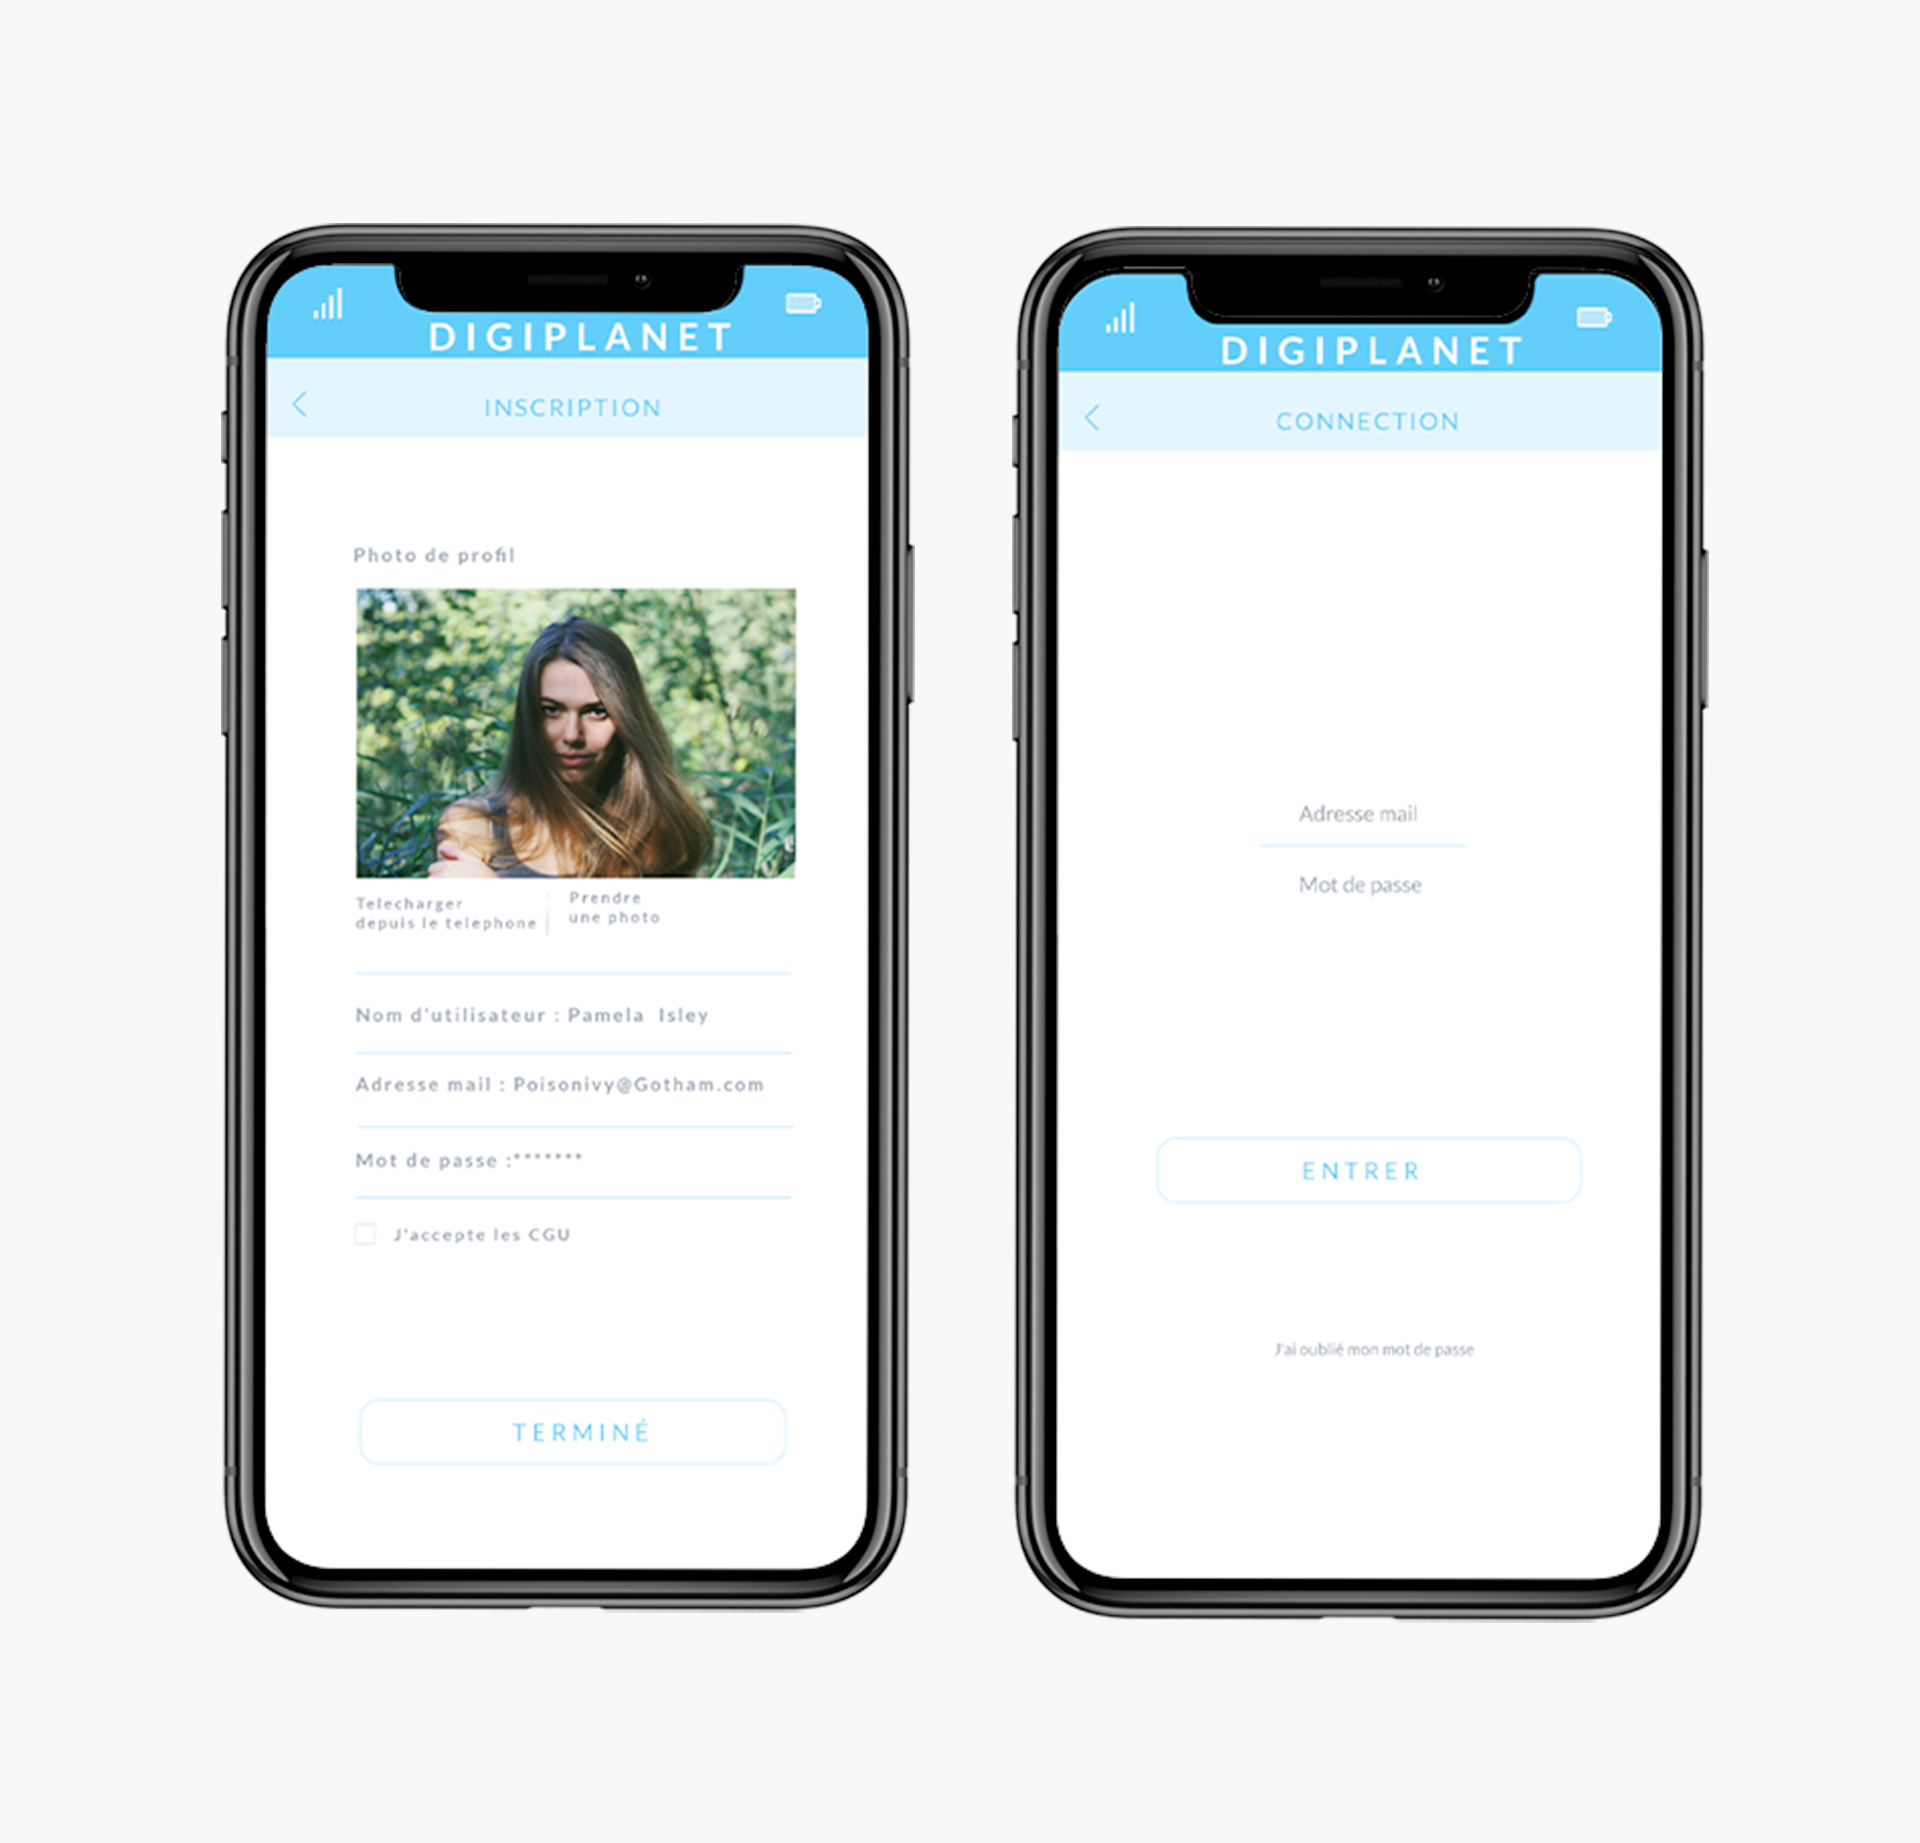 DIGIPLANET
INSCRIPTION
Photo de profil
Telecharger
depuis le telephone
Prendre
une photo
Nom d'utilisateur : Pamela Isley
Adresse mail : Poisonivy@Gotham.com
Mot de passe :*******
J'accepte les CGU
TERMINÉ
DIGIPLANET
CONNECTION
Adresse mail
Mot de passe
ENTRER
J'ai oublié mon mot de passe